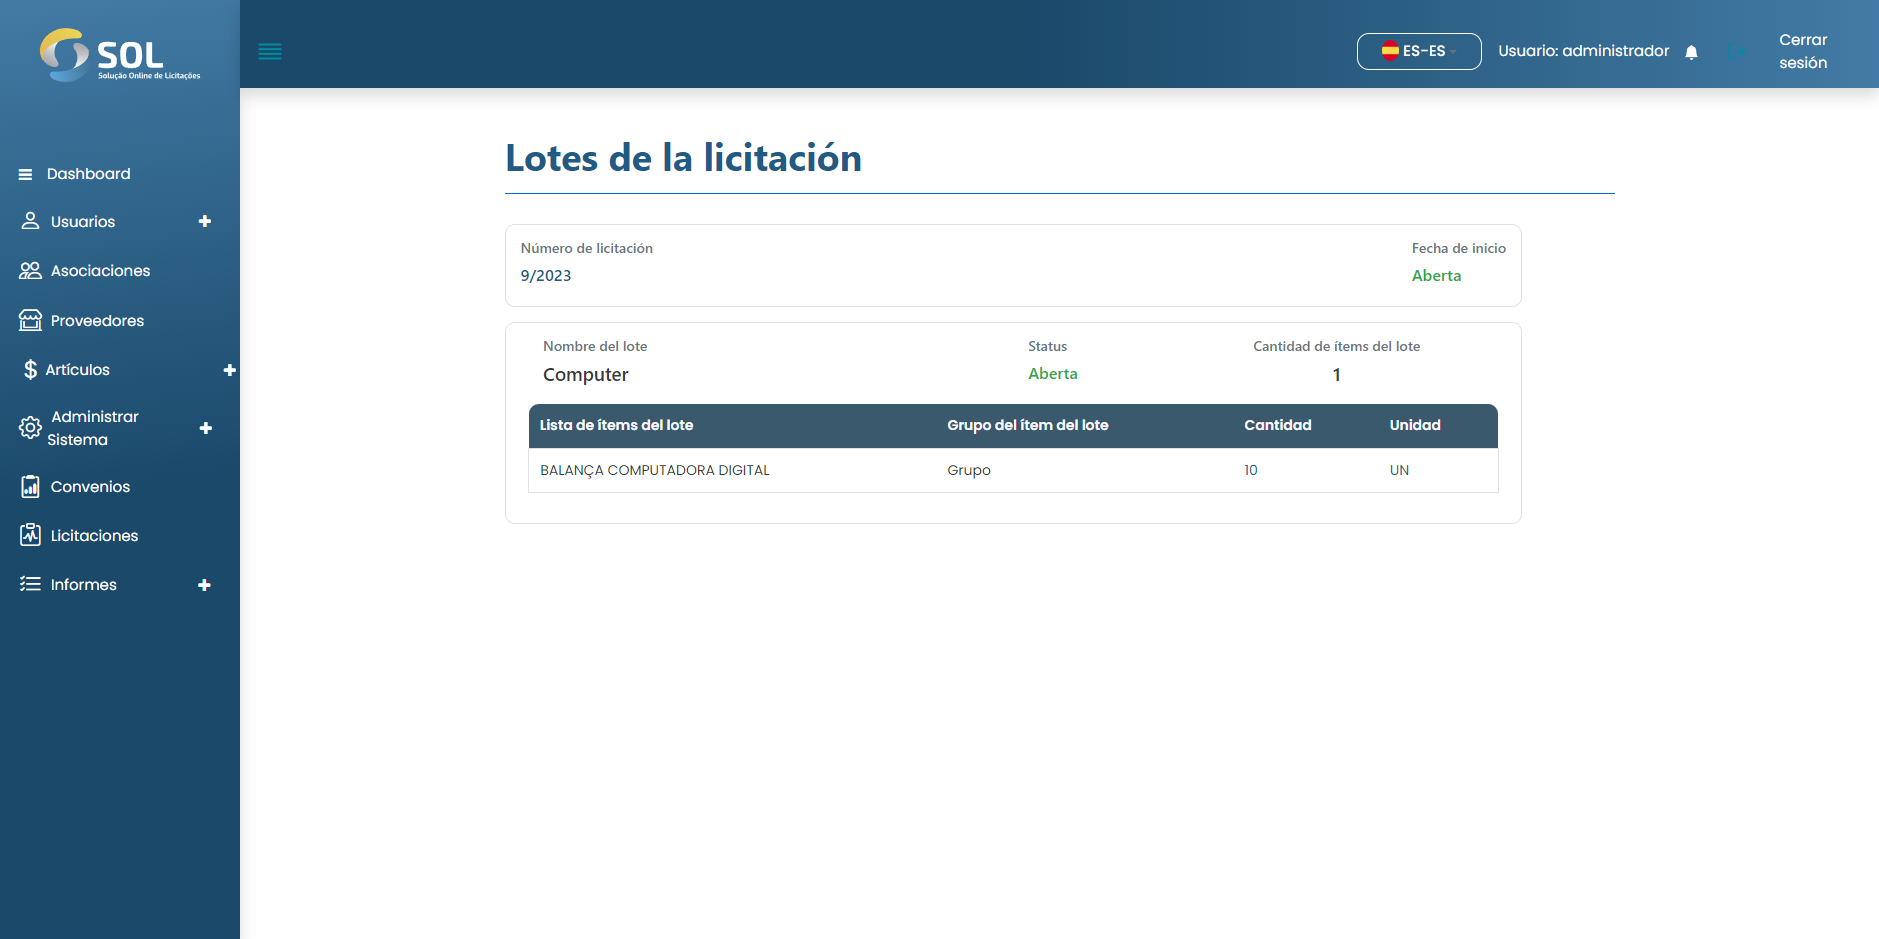 SOL
Solução Online de Licitações
ES-ES
Usuario: administrador
Cerrar
sesión
Dashboard
Usuarios
Asociaciones
Proveedores
Artículos
Administrar
Sistema
Convenios
Licitaciones
Informes
Lotes de la licitación
Número de licitación
Fecha de inicio
9/2023
Aberta
Nombre del lote
Status
Cantidad de ítems del lote
Computer
Aberta
1
Lista de ítems del lote
Grupo del ítem del lote
Cantidad
Unidad
BALANÇA COMPUTADORA DIGITAL
Grupo
10
UN